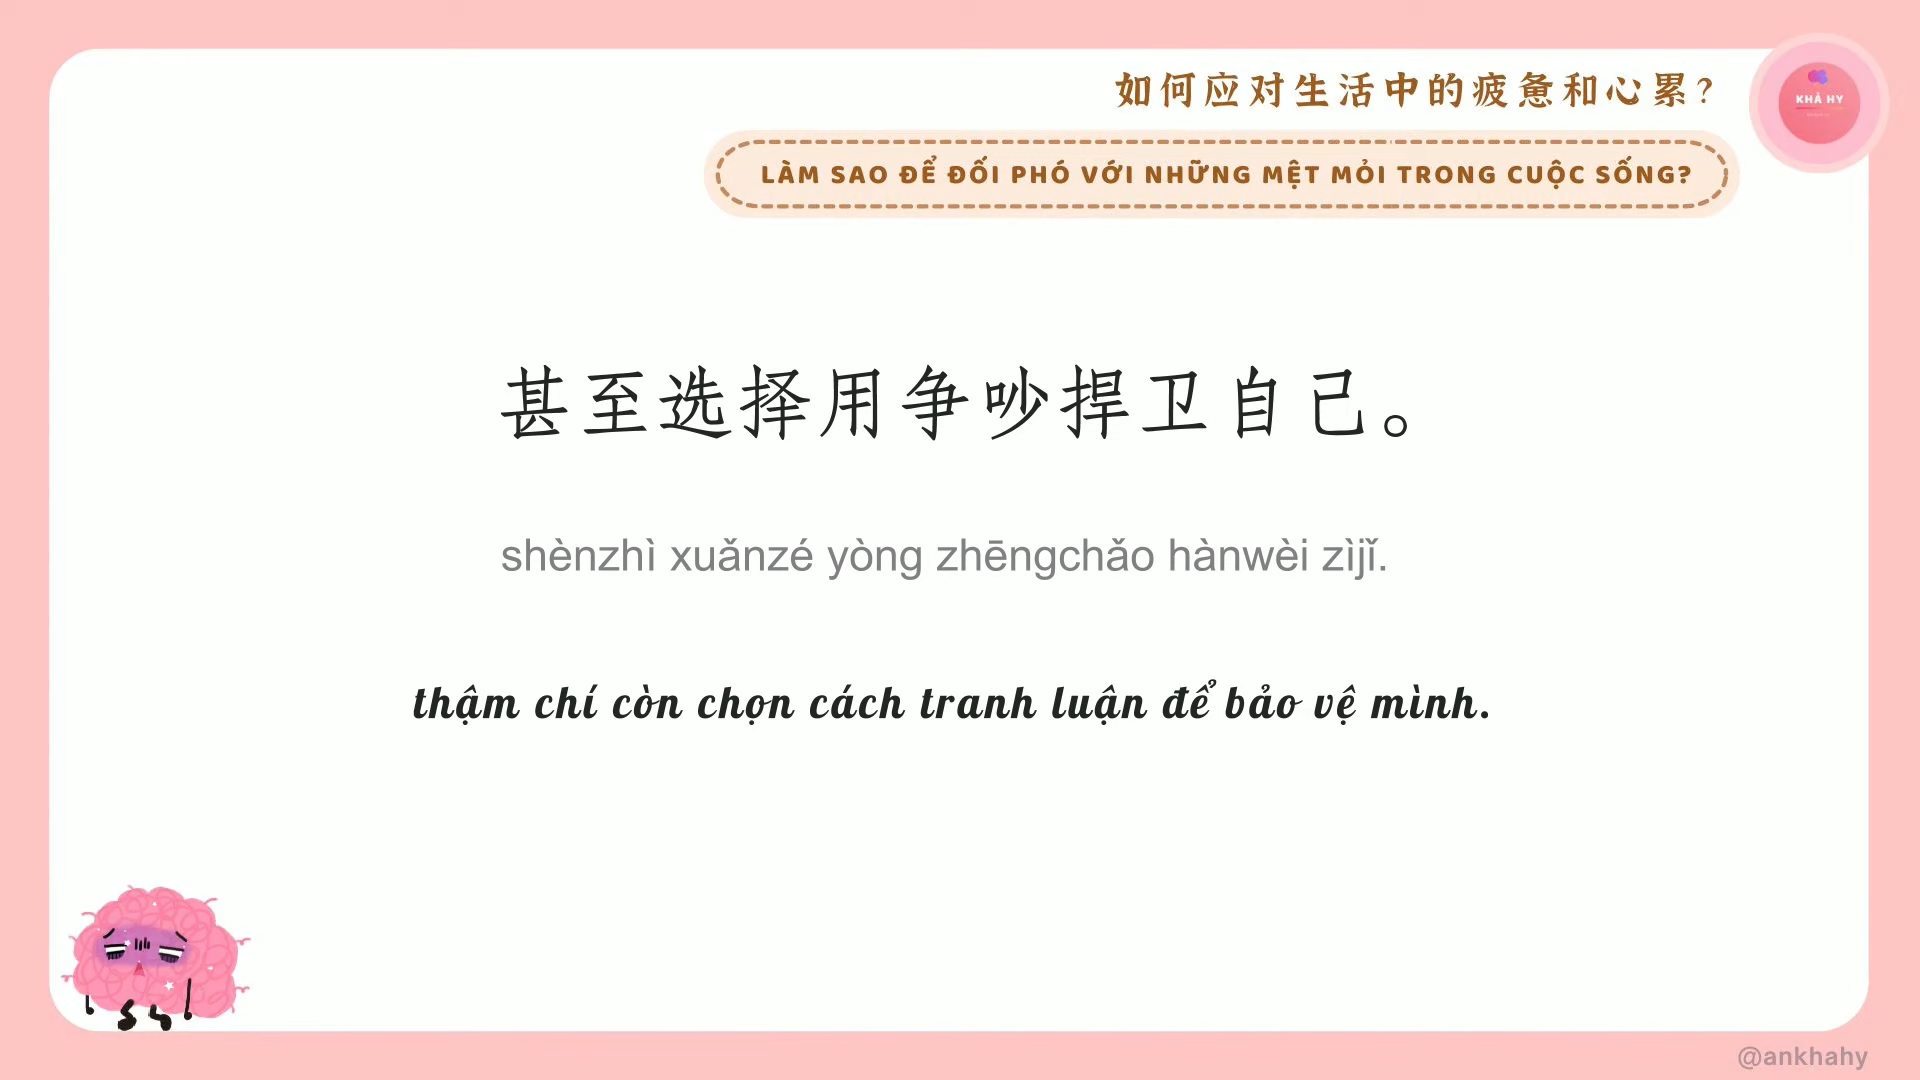 如何应对生活中的疲惫和心累?
KHẢ HY
LÀM SAO ĐỂ ĐỐI PHÓ VỚI NHỮNG MỆT MỎI TRONG CUỘC SỐNG?
甚至选择用争吵捍卫自己。
shènzhì xuǎnzé yòng zhēngchǎo hànwèi zìjǐ.
thậm chí còn chọn cách tranh luận để bảo vệ mình.
@ankhahy